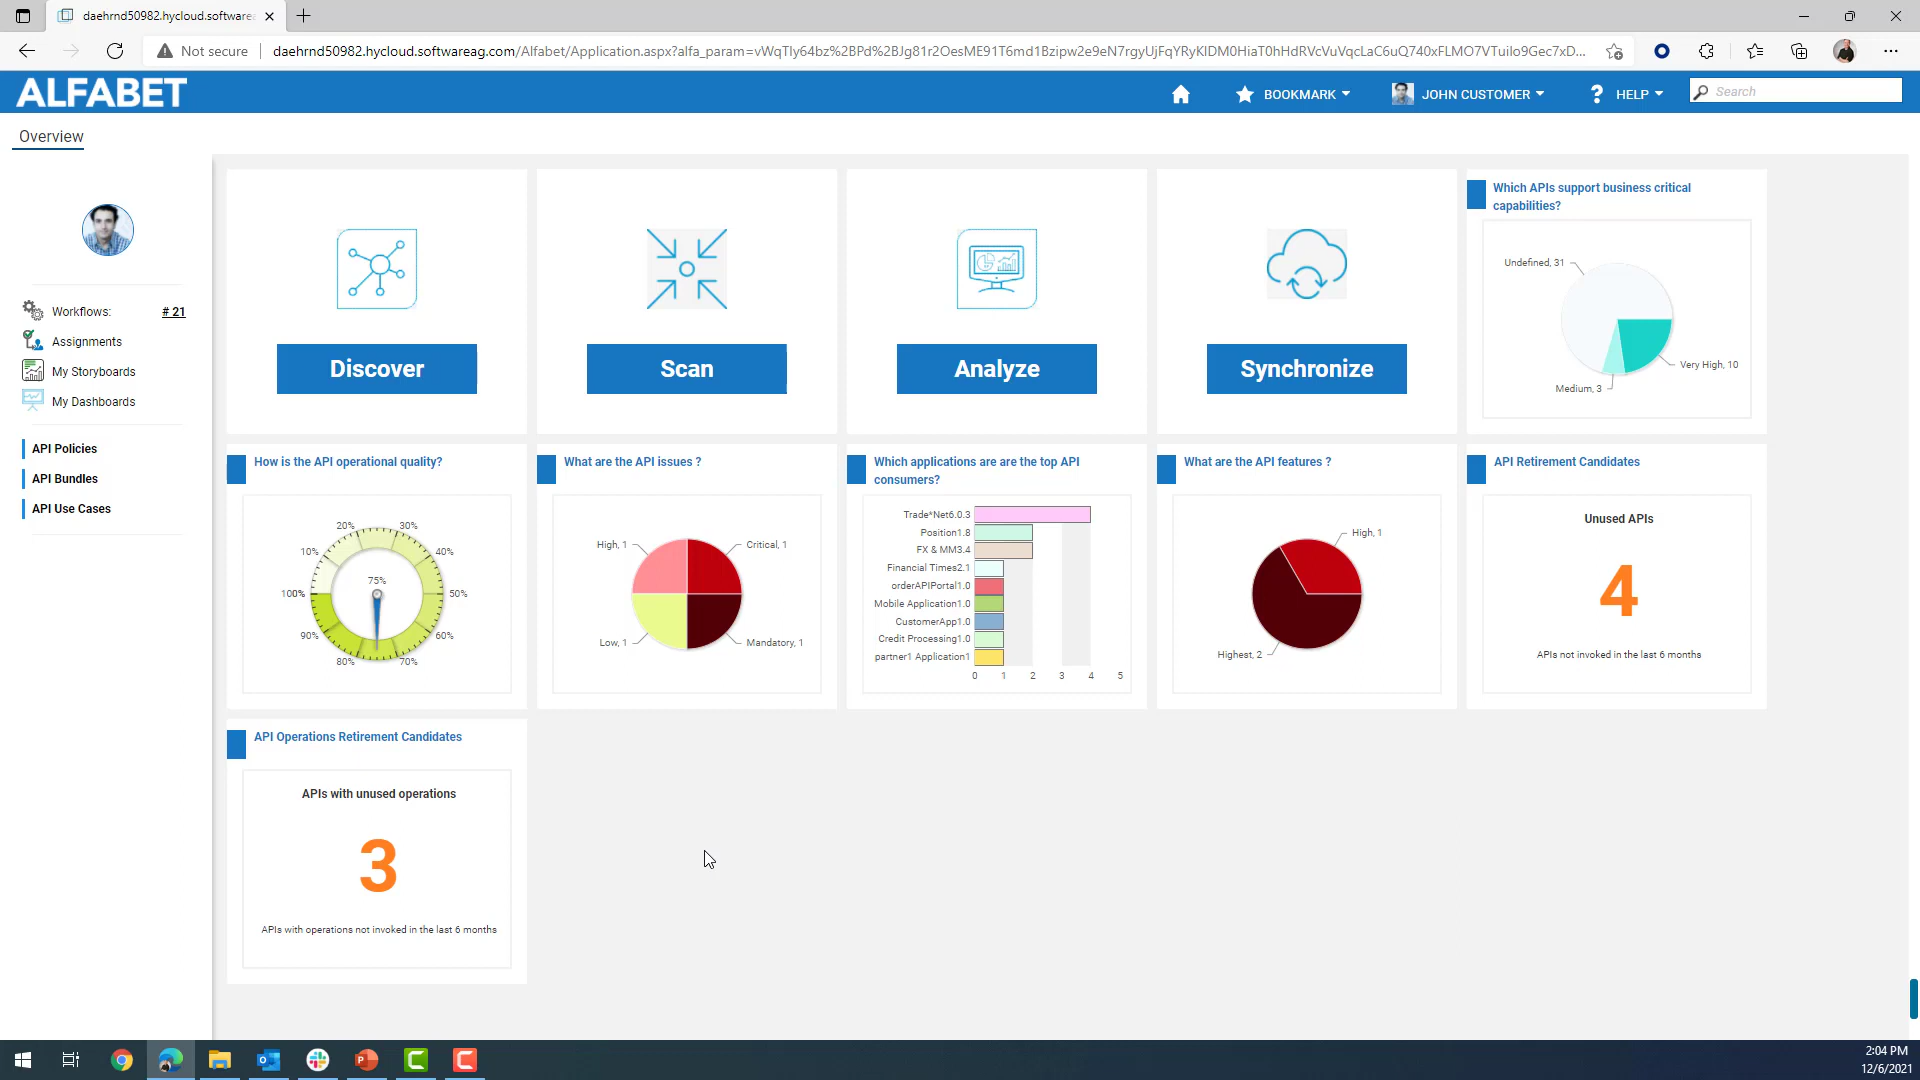 daehrnd50982.hycloud.software
Not secure
daehrnd50982.hycloud.softwareag.com/Alfabet/Application.aspx?alfa_param=vWqTly64bz%2BPd%2BJg81r2OesME91T6md1Bzipw2e9eN7rgyUjFqYRyKlDM0HiaT0hHdRVcVuVqcLaC6uQ740xFLMO7VTuilo9Gec7xD...
ALFABET
BOOKMARK
JOHN CUSTOMER
? HELP
Search
Overview
Workflows: # 21
Assignments
My Storyboards
My Dashboards
API Policies
API Bundles
API Use Cases
Discover
Scan
Analyze
Synchronize
Which APIs support business critical
capabilities?
Undefined, 31
Very High, 10
Medium, 3
How is the API operational quality?
10%
20%
30%
40%
50%
60%
70%
80%
90%
100%
75%
What are the API issues ?
High, 1
Critical, 1
Low, 1
Mandatory, 1
Which applications are are the top API
consumers?
Trade*Net6.0.3
Position1.8
FX & MM3.4
Financial Times2.1
orderAPIPortal1.0
Mobile Application1.0
CustomerApp1.0
Credit Processing1.0
partner1 Application1
0 1 2 3 4 5
What are the API features ?
High, 1
Highest, 2
API Retirement Candidates
Unused APIs
4
APIs not invoked in the last 6 months
API Operations Retirement Candidates
APIs with unused operations
3
APIs with operations not invoked in the last 6 months
2:04 PM
12/6/2021